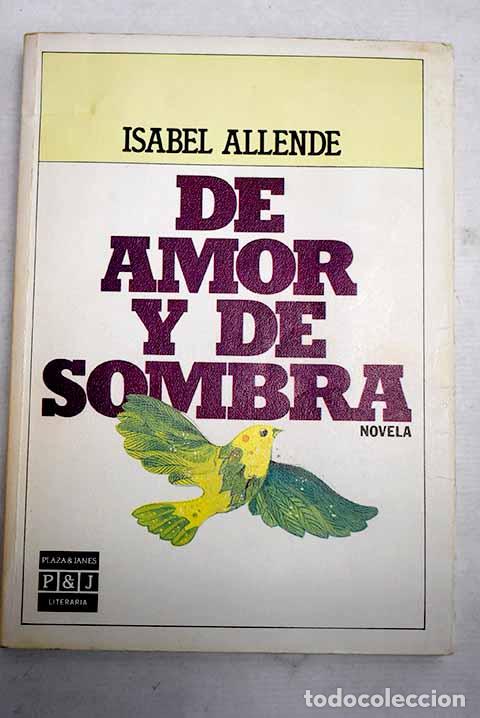 ISABEL ALLENDE
DE
AMOR
Y DE
SOMBRA
NOVELA
PLAZA & JANES
P & J
LITERARIA
todocoleccion